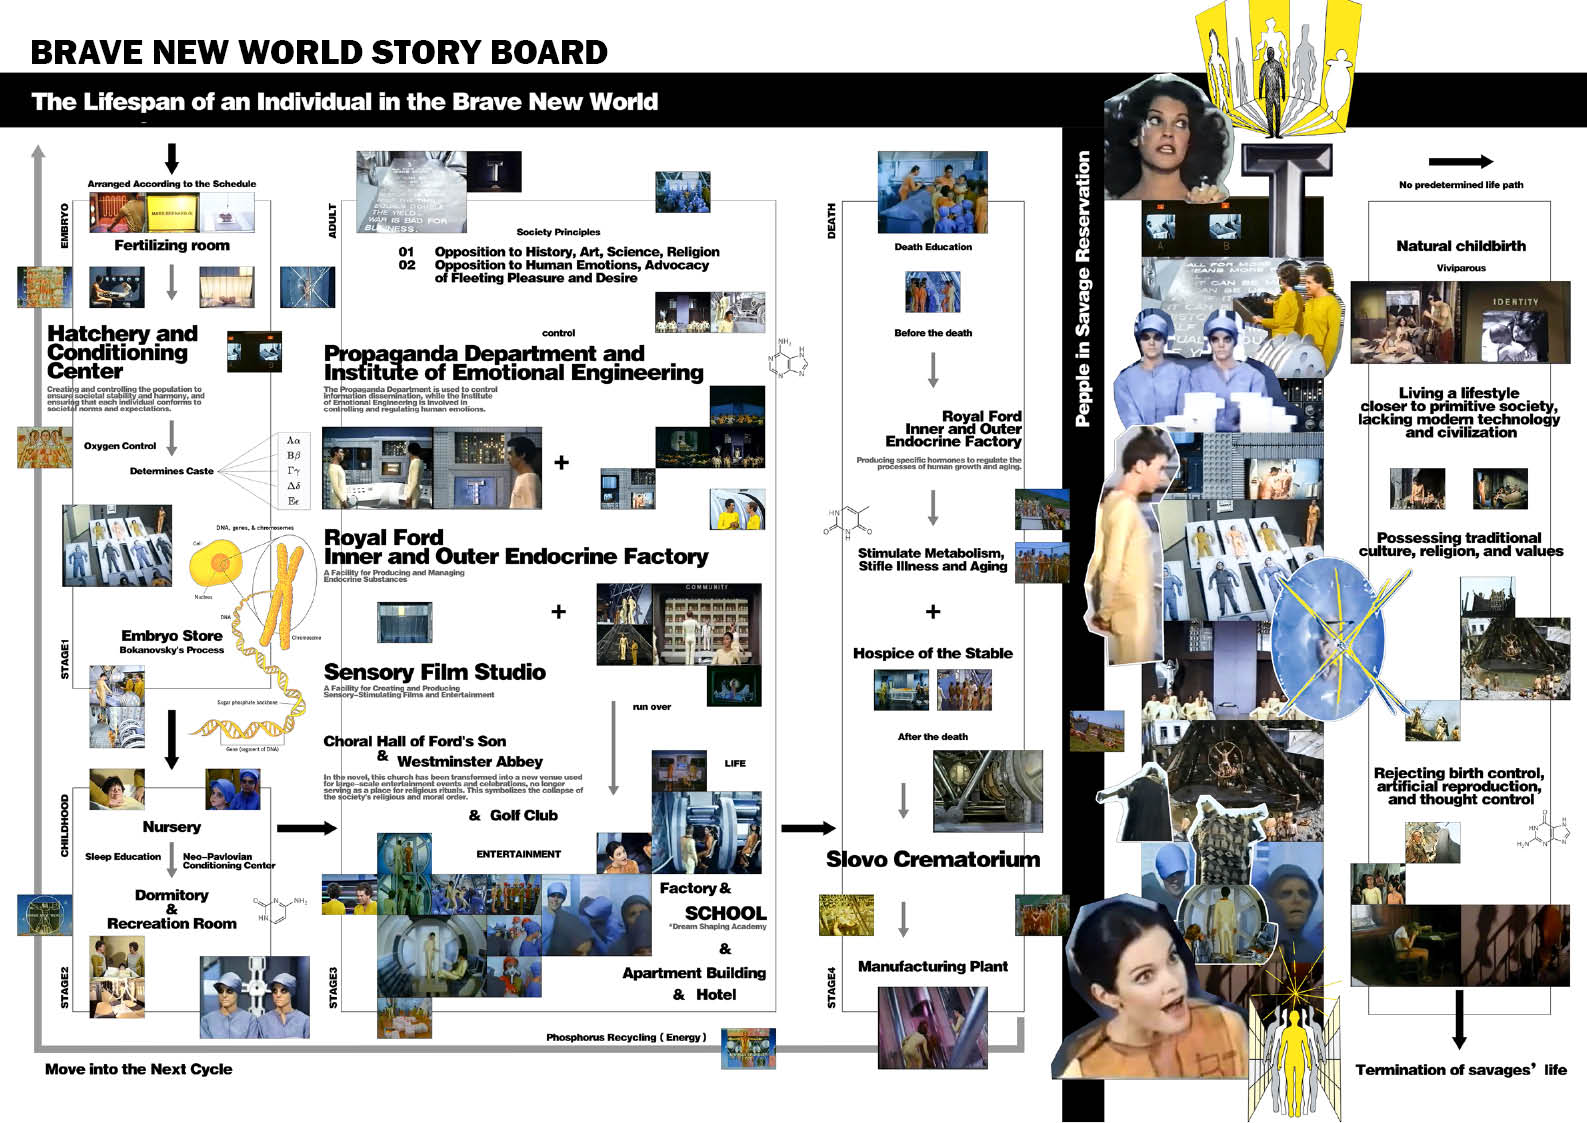 BRAVE NEW WORLD STORY BOARD
The Lifespan of an Individual in the Brave New World
Arranged According to the Schedule
EMBRYO
Fertilizing room
Hatchery and
Conditioning
Center
Creating and controlling the population to
ensure societal stability and harmony, and
ensuring that each individual conforms to
societal norms and expectations.
Oxygen Control
Determines Caste
Αα
Ββ
Γγ
Δδ
Εε
DNA, genes, & chromosomes
Cell
Nucleus
DNA
Chromosome
Sugar phosphate backbone
Gene (segment of DNA)
Embryo Store
Bokanovsky's Process
STAGE1
CHILDHOOD
Nursery
Sleep Education
Neo-Pavlovian
Conditioning Center
Dormitory
&
Recreation Room
STAGE2
Move into the Next Cycle
ADULT
Society Principles
01 Opposition to History, Art, Science, Religion
02 Opposition to Human Emotions, Advocacy
of Fleeting Pleasure and Desire
control
Propaganda Department and
Institute of Emotional Engineering
The Propaganda Department is used to control
information dissemination, while the Institute
of Emotional Engineering is involved in
controlling and regulating human emotions.
+
Royal Ford
Inner and Outer Endocrine Factory
A Facility for Producing and Managing
Endocrine Substances
+
COMMUNITY
Sensory Film Studio
A Facility for Creating and Producing
Sensory-Stimulating Films and Entertainment
run over
Choral Hall of Ford's Son
& Westminster Abbey
In the novel, this church has been transformed into a new venue used
for large-scale entertainment events and celebrations, no longer
serving as a place for religious rituals. This symbolizes the collapse of
the society's religious and moral order.
& Golf Club
LIFE
ENTERTAINMENT
Factory &
SCHOOL
*Dream Shaping Academy
&
Apartment Building
& Hotel
STAGE3
Phosphorus Recycling ( Energy )
DEATH
Death Education
Before the death
Royal Ford
Inner and Outer
Endocrine Factory
Producing specific hormones to regulate the
processes of human growth and aging.
Stimulate Metabolism,
Stifle Illness and Aging
+
Hospice of the Stable
After the death
Slovo Crematorium
Manufacturing Plant
STAGE4
Pepple in Savage Reservation
No predetermined life path
Natural childbirth
Viviparous
IDENTITY
Living a lifestyle
closer to primitive society,
lacking modern technology
and civilization
Possessing traditional
culture, religion, and values
Rejecting birth control,
artificial reproduction,
and thought control
Termination of savages’ life